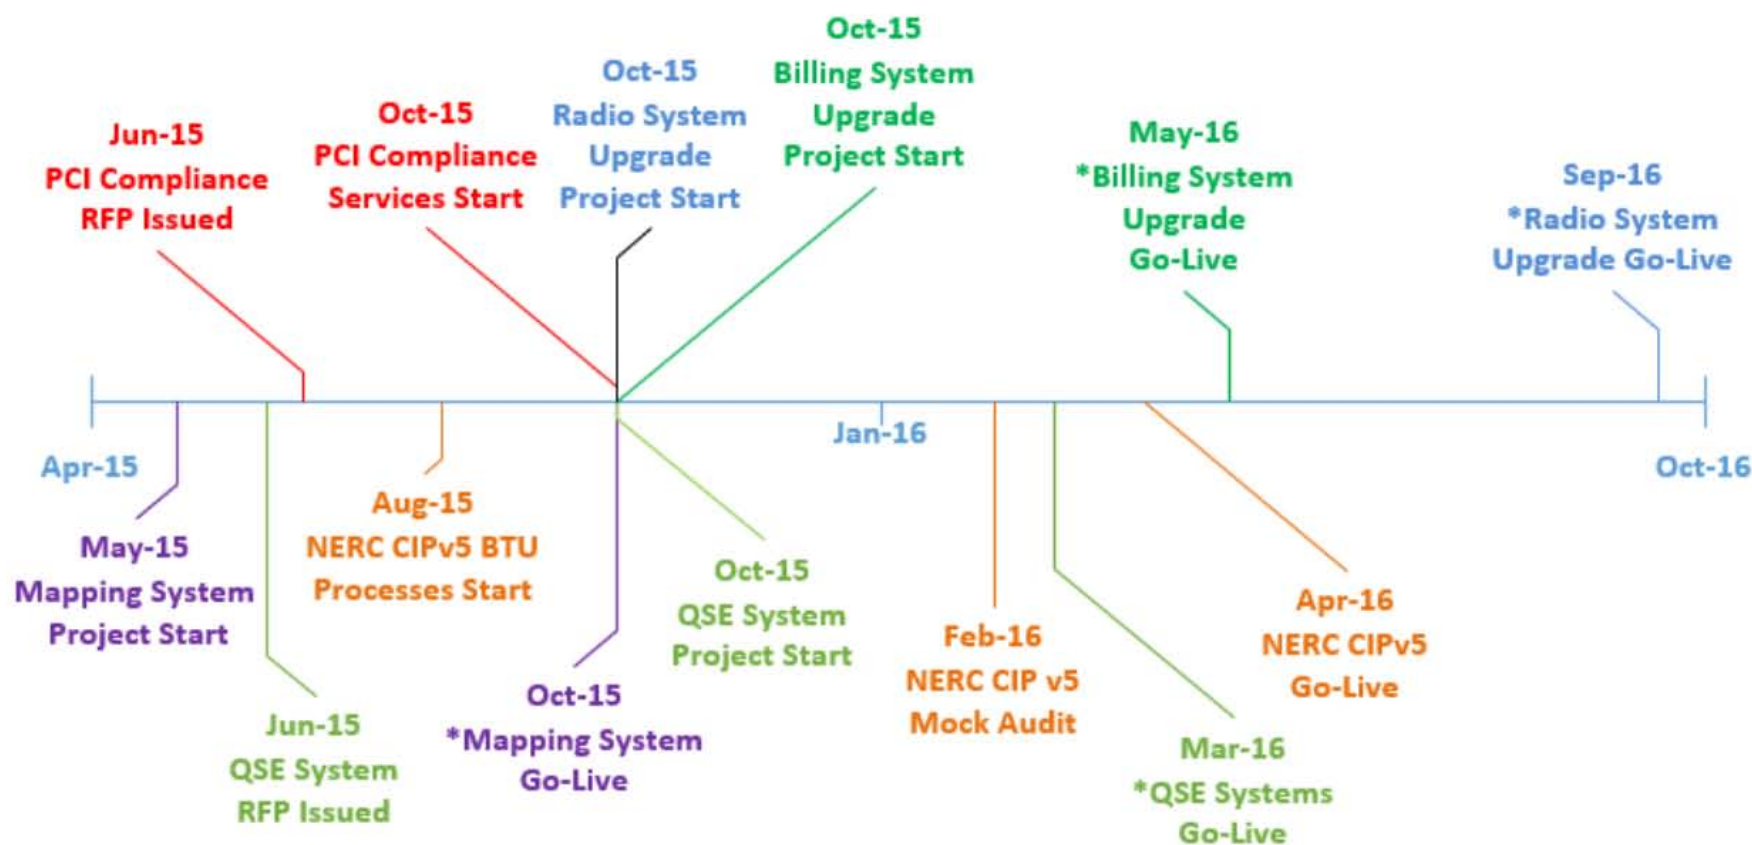 Oct-15
Billing System
Upgrade
Project Start
Oct-15
Radio System
Upgrade
Project Start
Oct-15
PCI Compliance
Services Start
Jun-15
PCI Compliance
RFP Issued
May-16
*Billing System
Upgrade
Go-Live
Sep-16
*Radio System
Upgrade Go-Live
Apr-15
Jan-16
Oct-16
May-15
Mapping System
Project Start
Aug-15
NERC CIPv5 BTU
Processes Start
Jun-15
QSE System
RFP Issued
Oct-15
*Mapping System
Go-Live
Oct-15
QSE System
Project Start
Feb-16
NERC CIP v5
Mock Audit
Apr-16
NERC CIPv5
Go-Live
Mar-16
*QSE Systems
Go-Live